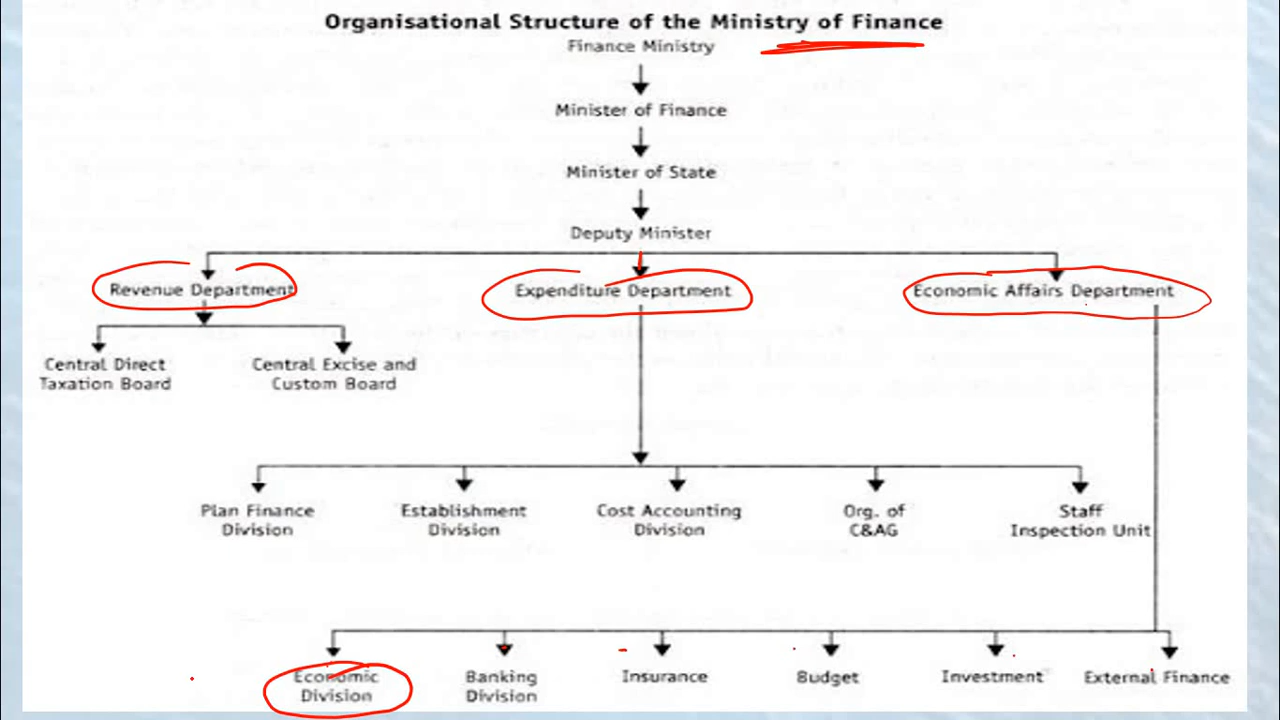 Organisational Structure of the Ministry of Finance
Finance Ministry
Minister of Finance
Minister of State
Deputy Minister
Revenue Department
Expenditure Department
Economic Affairs Department
Central Direct
Taxation Board
Central Excise and
Custom Board
Plan Finance
Division
Establishment
Division
Cost Accounting
Division
Org. of
C&AG
Staff
Inspection Unit
Economic
Division
Banking
Division
Insurance
Budget
Investment
External Finance